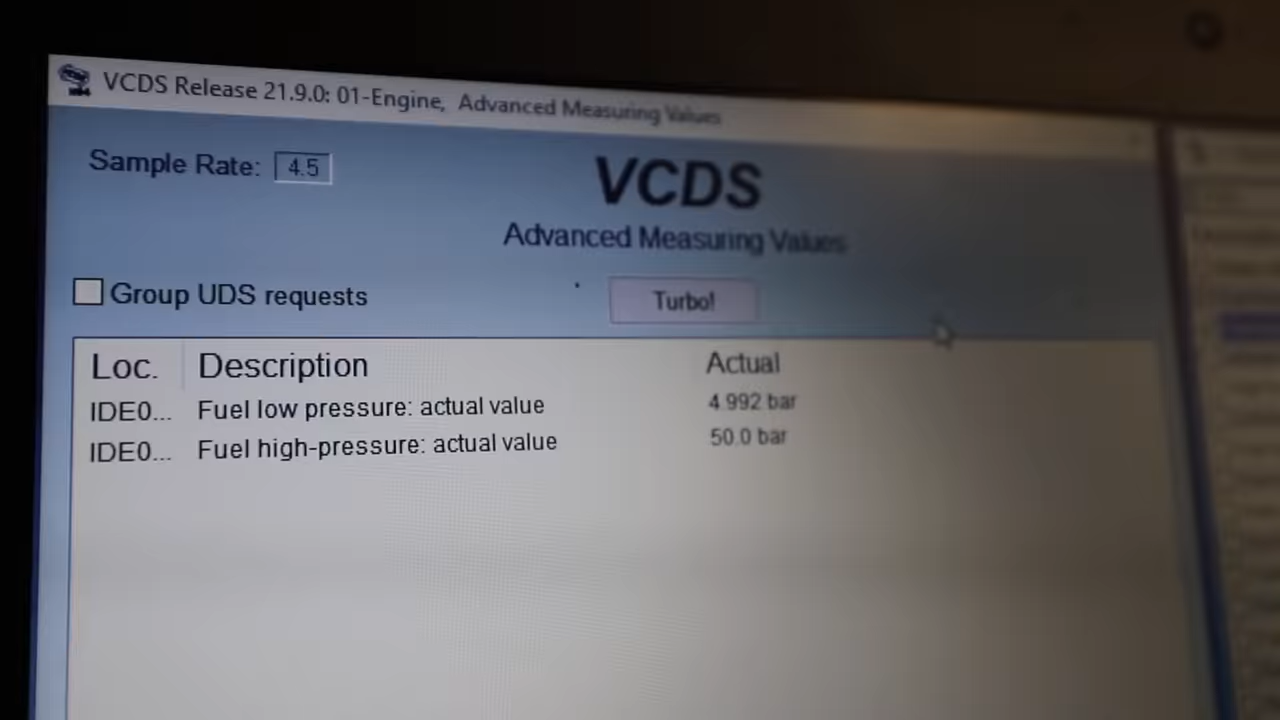 VCDS Release 21.9.0: 01-Engine, Advanced Measuring Values
Sample Rate: 4.5
VCDS
Advanced Measuring Values
Group UDS requests
Turbo!
Loc. Description Actual
IDE0... Fuel low pressure: actual value 4.992 bar
IDE0... Fuel high-pressure: actual value 50.0 bar